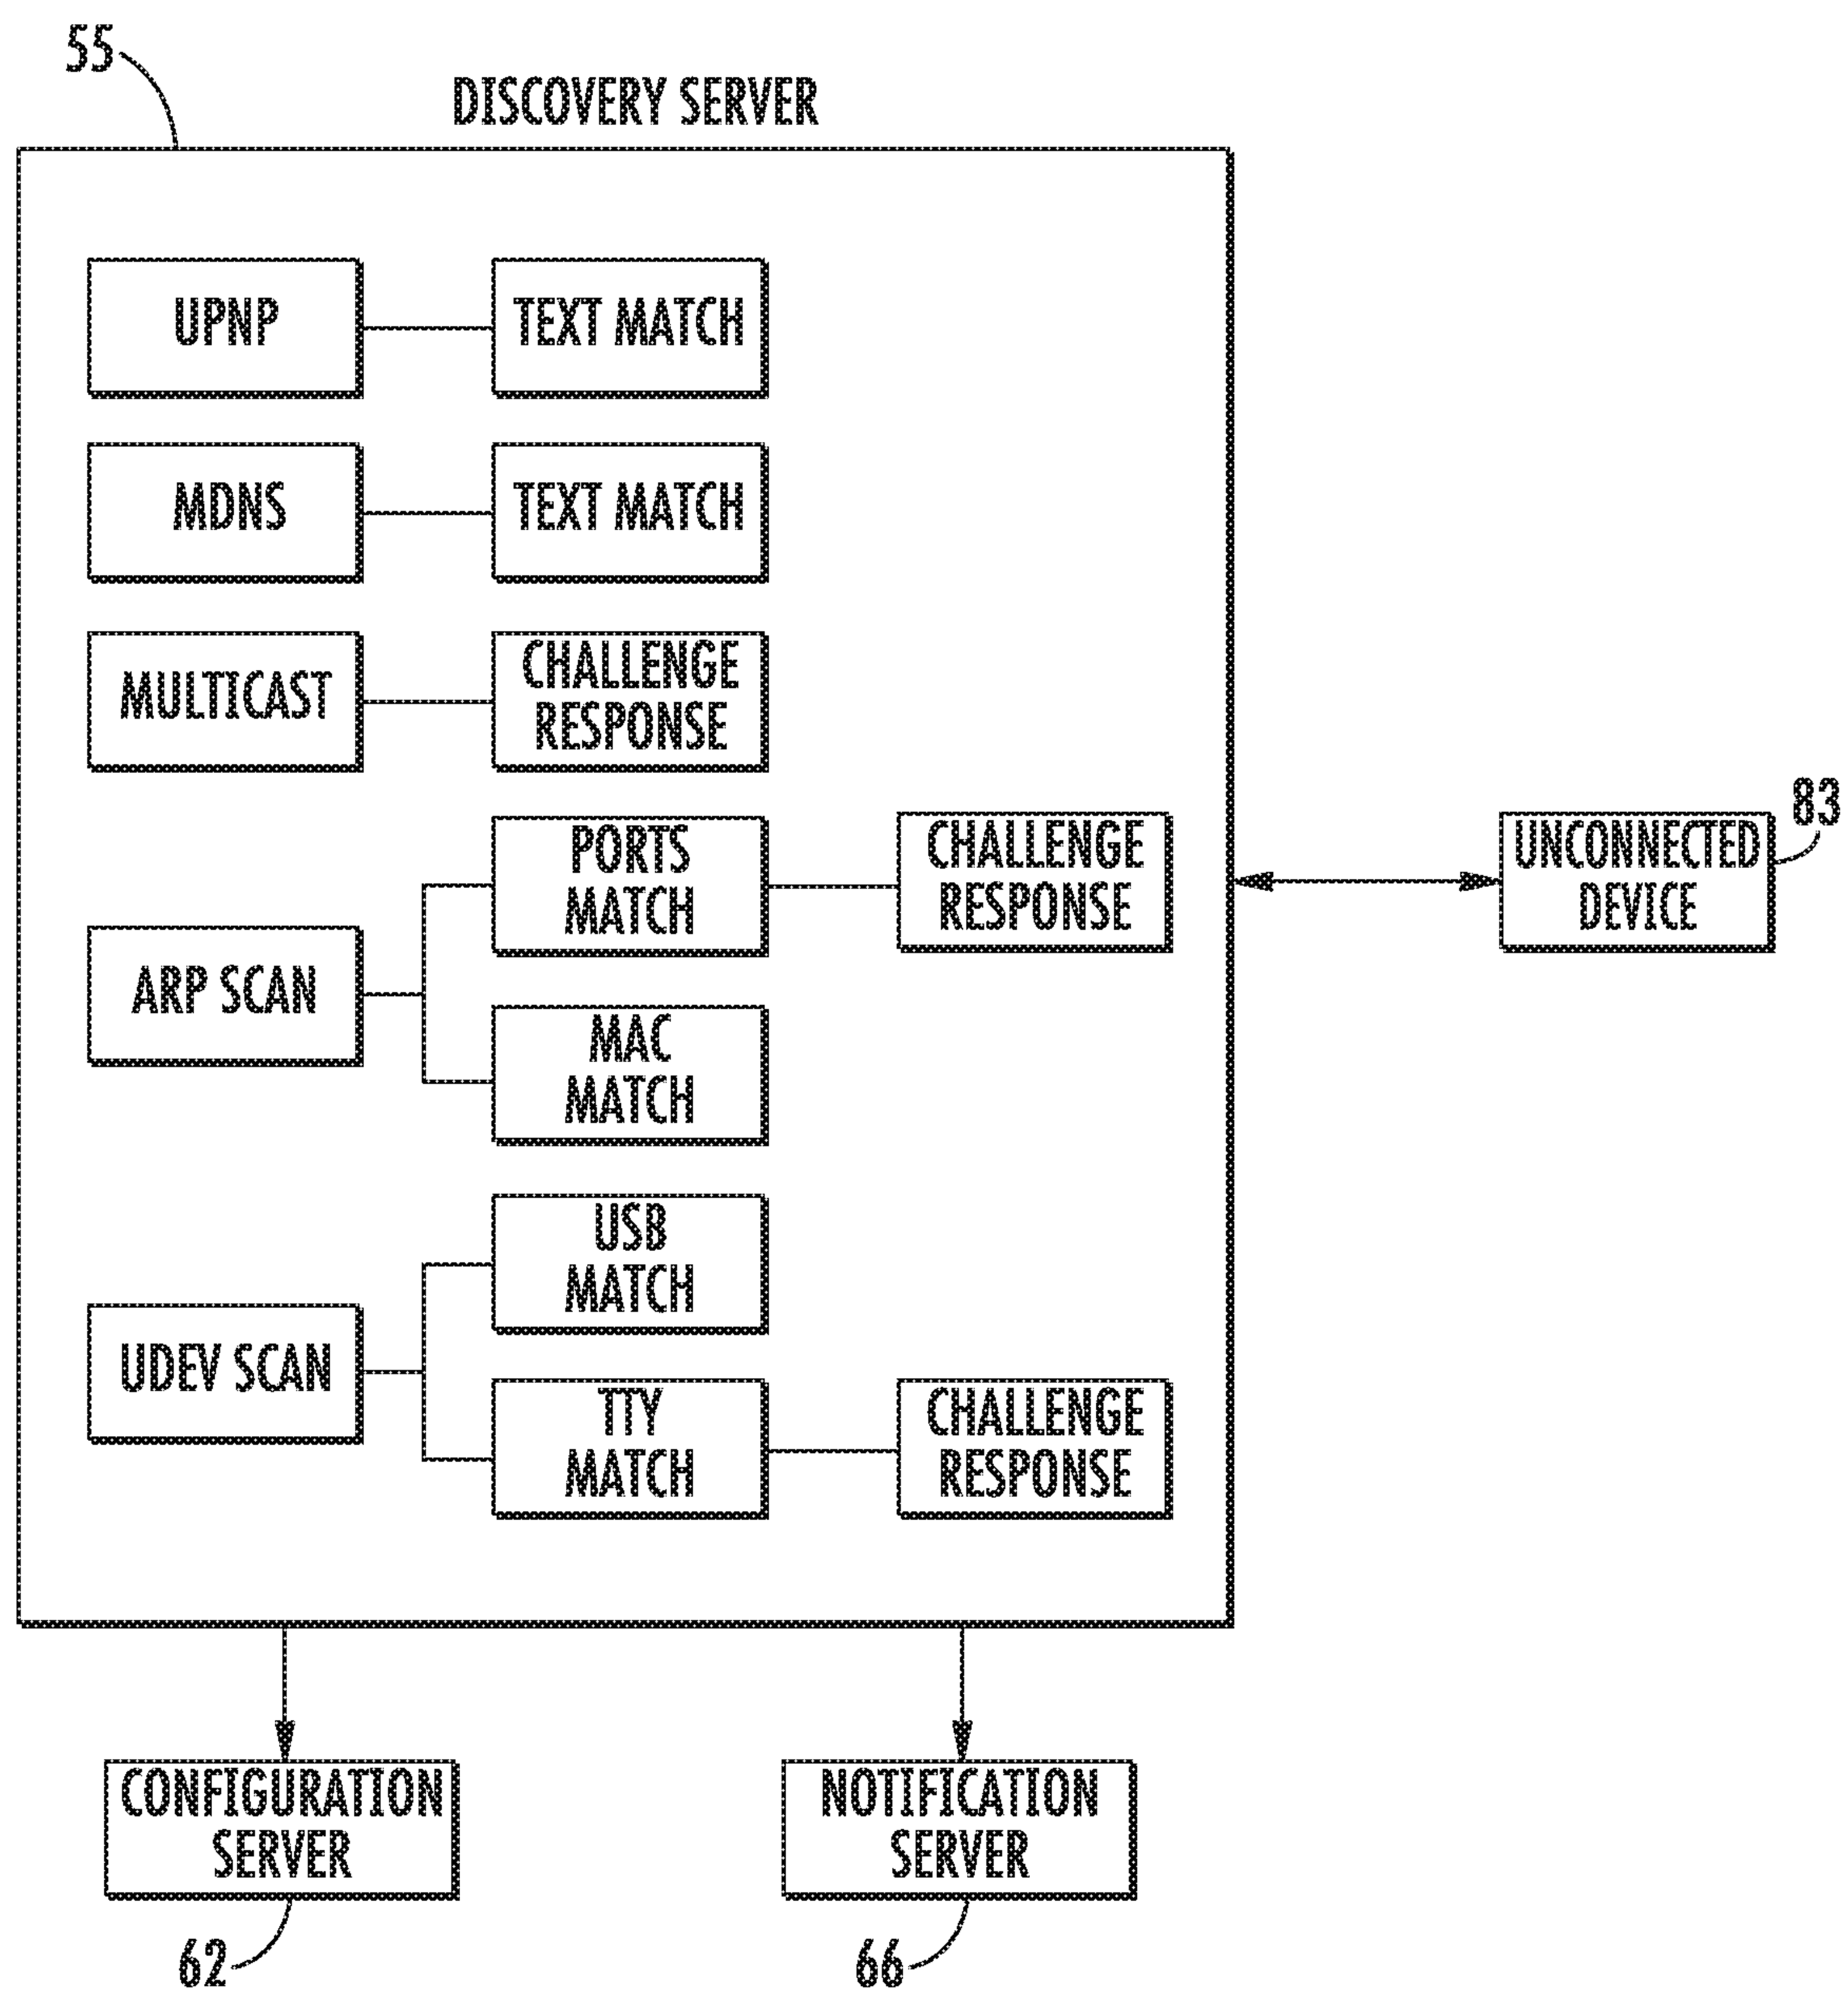 55
DISCOVERY SERVER
UPNP
TEXT MATCH
MDNS
TEXT MATCH
MULTICAST
CHALLENGE
RESPONSE
ARP SCAN
PORTS
MATCH
CHALLENGE
RESPONSE
MAC
MATCH
UDEV SCAN
USB
MATCH
TTY
MATCH
CHALLENGE
RESPONSE
UNCONNECTED
DEVICE
83
CONFIGURATION
SERVER
62
NOTIFICATION
SERVER
66